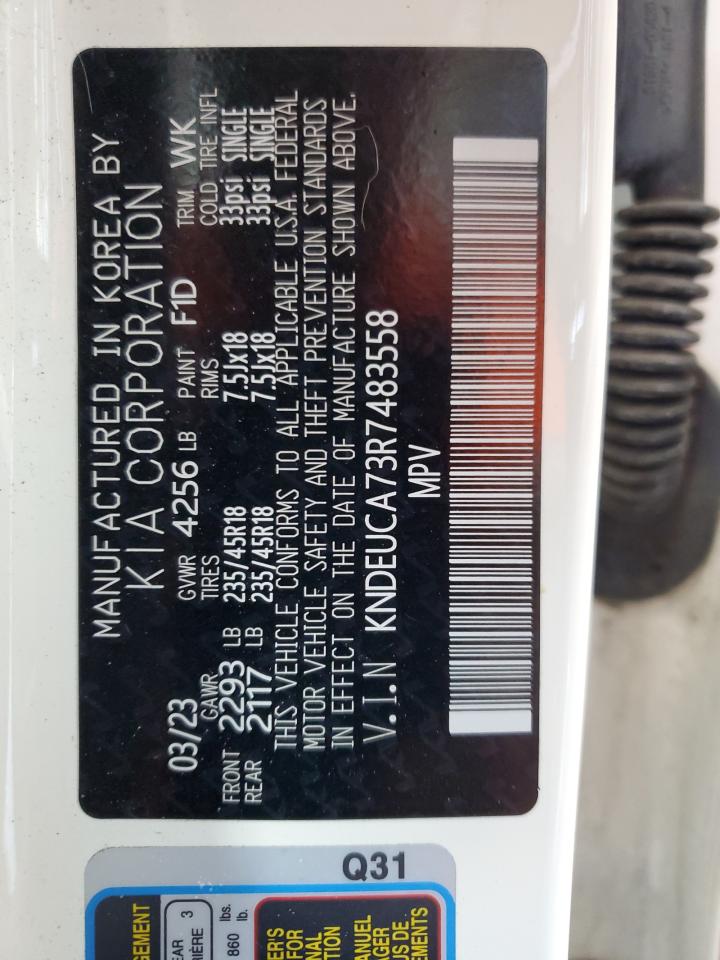 MANUFACTURED IN KOREA BY
KIA CORPORATION
03/23 GVWR 4256 LB PAINT F1D TRIM WK
GAWR TIRES RIMS COLD TIRE INFL
FRONT 2293 LB 235/45R18 7.5Jx18 33psi SINGLE
REAR 2117 LB 235/45R18 7.5Jx18 33psi SINGLE
THIS VEHICLE CONFORMS TO ALL APPLICABLE U.S.A. FEDERAL
MOTOR VEHICLE SAFETY AND THEFT PREVENTION STANDARDS
IN EFFECT ON THE DATE OF MANUFACTURE SHOWN ABOVE.
V.I.N KNDEUCA73R7483558
MPV
Q31
GEMENT
EAR 3
IÈRE
860 lbs.
lb.
ER'S
FOR
NAL
TION
ANUEL
AGER
US DE
EMENTS